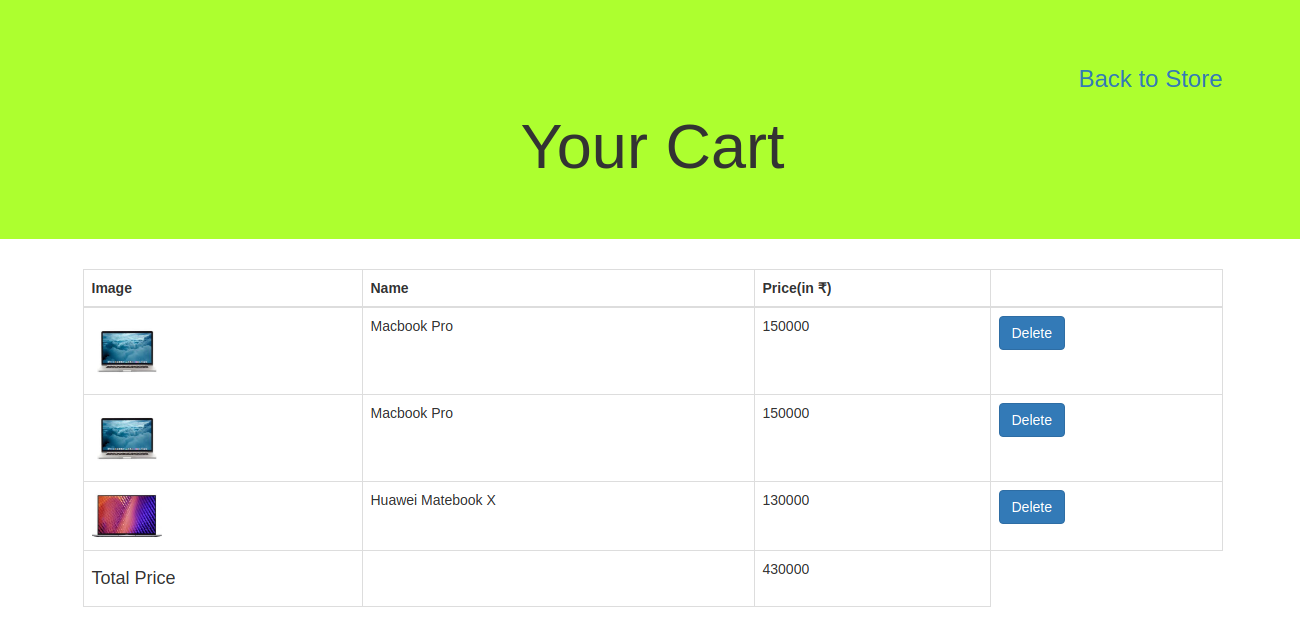 Back to Store
Your Cart
Image Name Price(in ₹)
Macbook Pro 150000 Delete
Macbook Pro 150000 Delete
Huawei Matebook X 130000 Delete
Total Price 430000